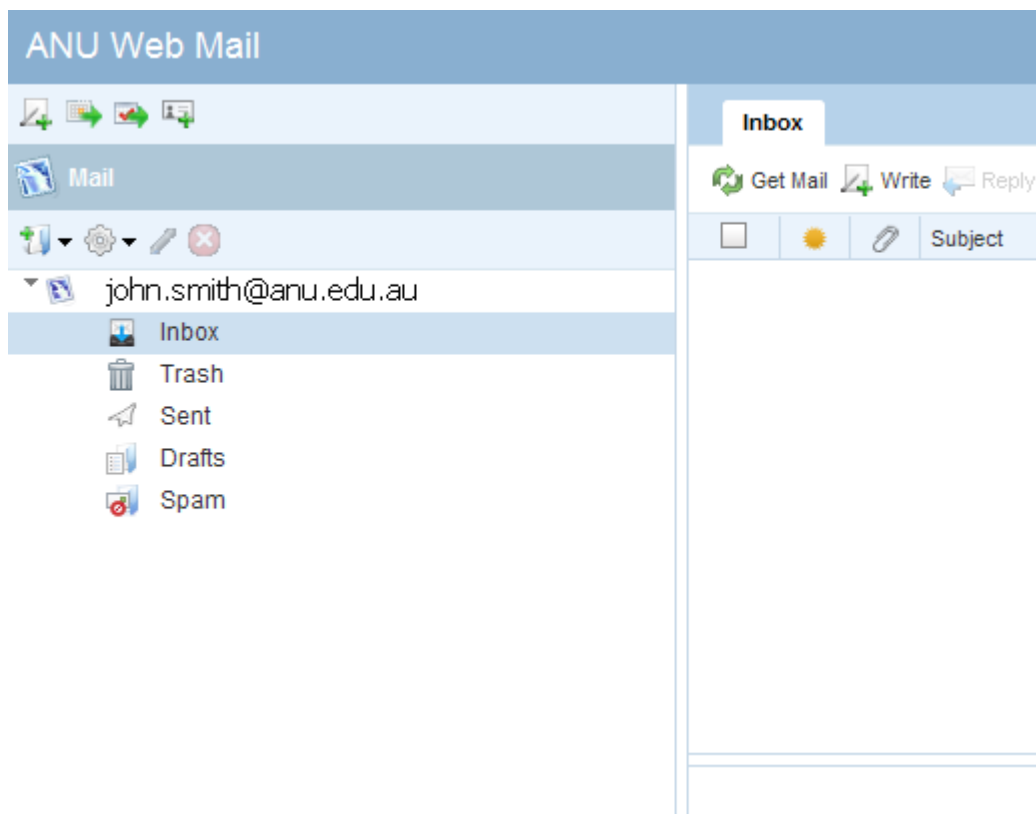 ANU Web Mail
Mail
john.smith@anu.edu.au
Inbox
Trash
Sent
Drafts
Spam
Inbox
Get Mail Write Reply
Subject